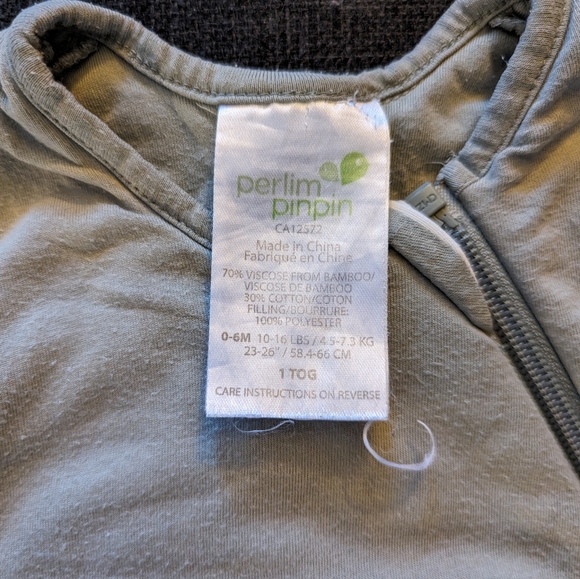 perlim
pinpin
CA12572
Made in China
Fabriqué en Chine
70% VISCOSE FROM BAMBOO/
VISCOSE DE BAMBOO
30% COTTON/COTON
FILLING/BOURRURE:
100% POLYESTER
0-6M 10-16 LBS / 4.5-7.3 KG
23-26" / 58.4-66 CM
1 TOG
CARE INSTRUCTIONS ON REVERSE